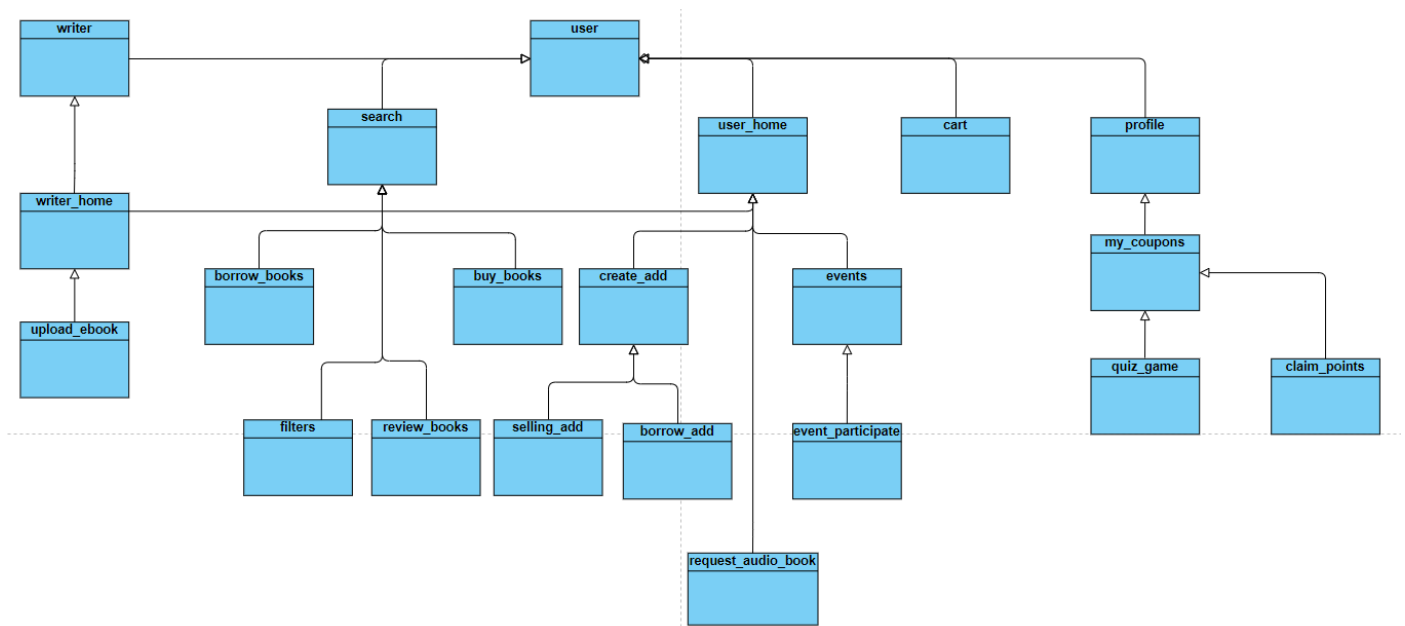 writer
user
search
user_home
cart
profile
writer_home
my_coupons
borrow_books
buy_books
create_add
events
upload_ebook
quiz_game
claim_points
filters
review_books
selling_add
borrow_add
event_participate
request_audio_book